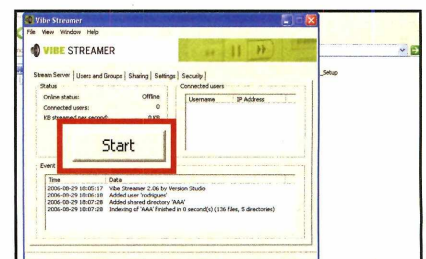 Vibe Streamer
File View Window Help
VIBE STREAMER
Stream Server Users and Groups Sharing Settings Security
Status
Online status: Offline
Connected users: 0
KB streamed per second: 0 KB
Connected users
Username IP Address
_Setup
Start
Event
Time Data
2006-08-29 18:05:17 Vibe Streamer 2.06 by Version Studio
2006-08-29 18:06:18 Added user 'rodrigues'
2006-08-29 18:07:28 Added shared directory 'AAA'
2006-08-29 18:07:28 Indexing of 'AAA' finished in 0 second(s) (136 files, 5 directories)